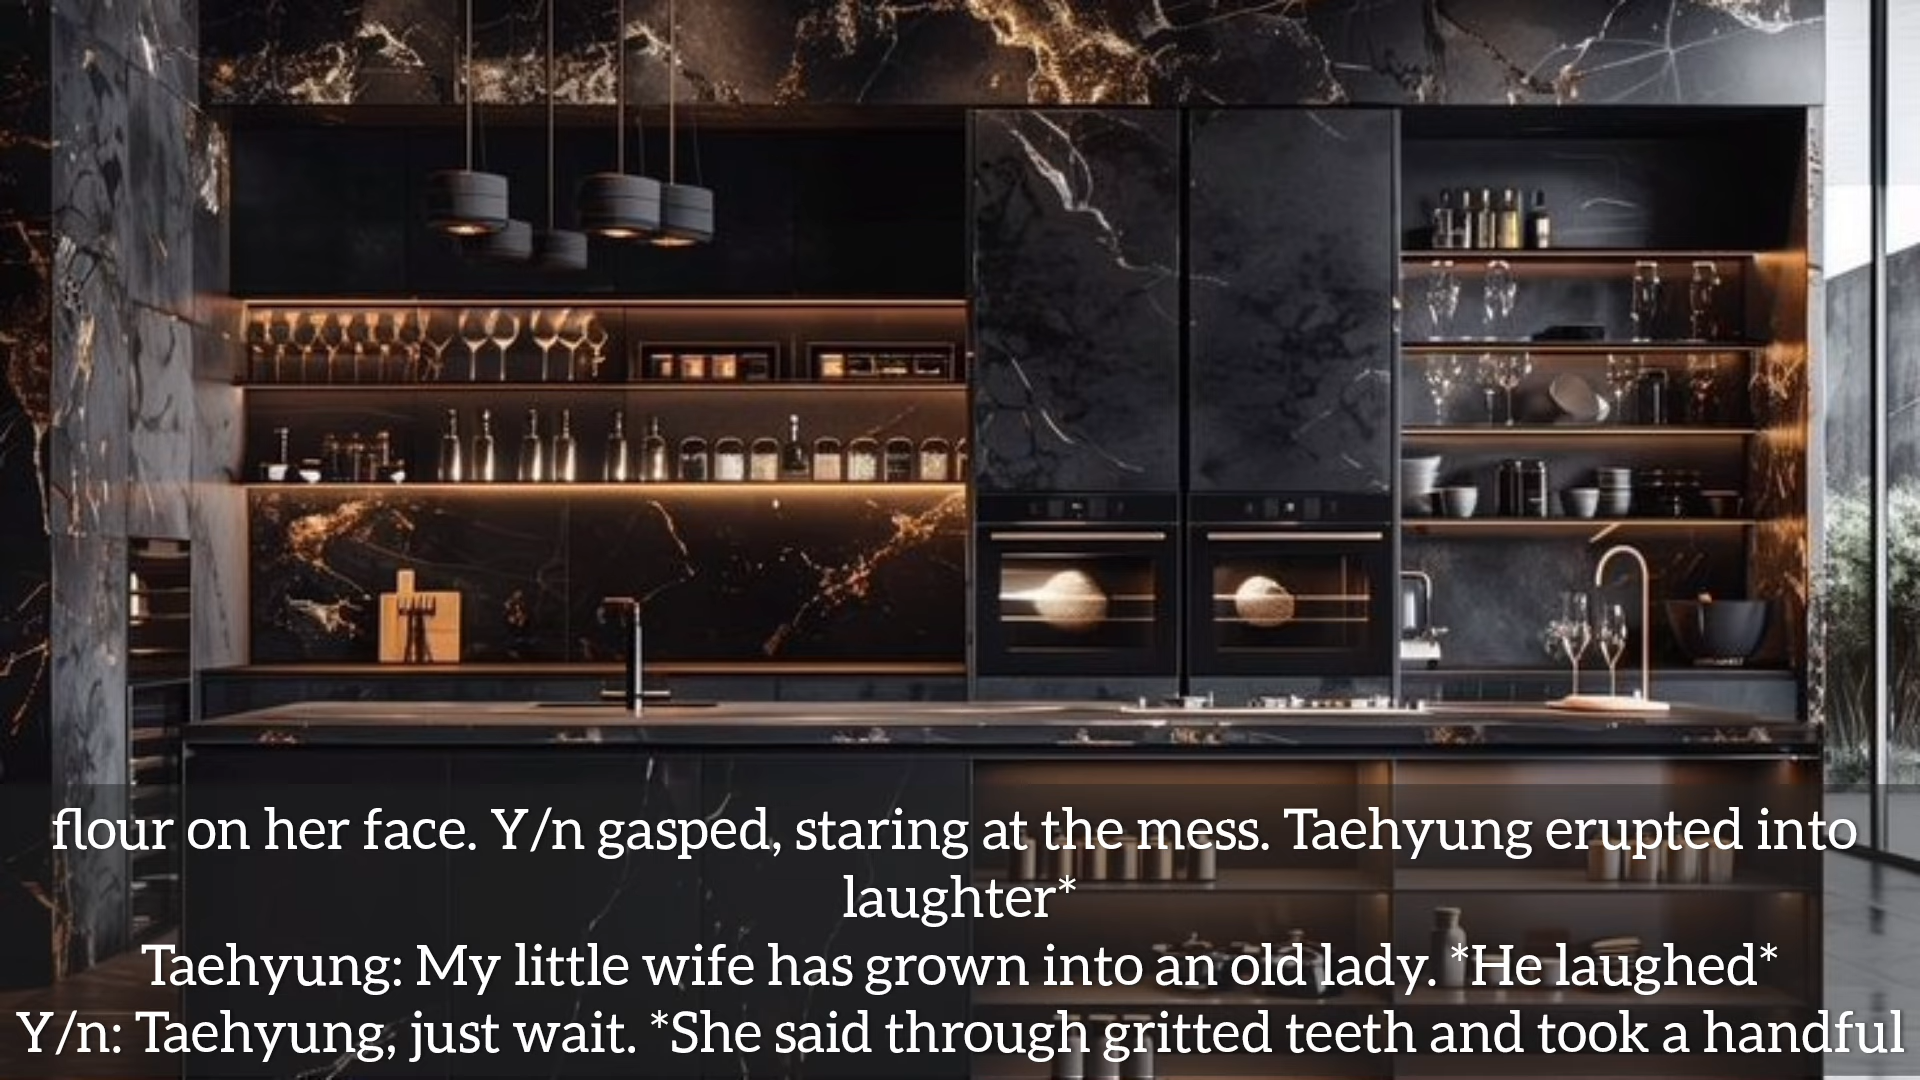 flour on her face. Y/n gasped, staring at the mess. Taehyung erupted into
laughter*
Taehyung: My little wife has grown into an old lady. *He laughed*
Y/n: Taehyung, just wait. *She said through gritted teeth and took a handful